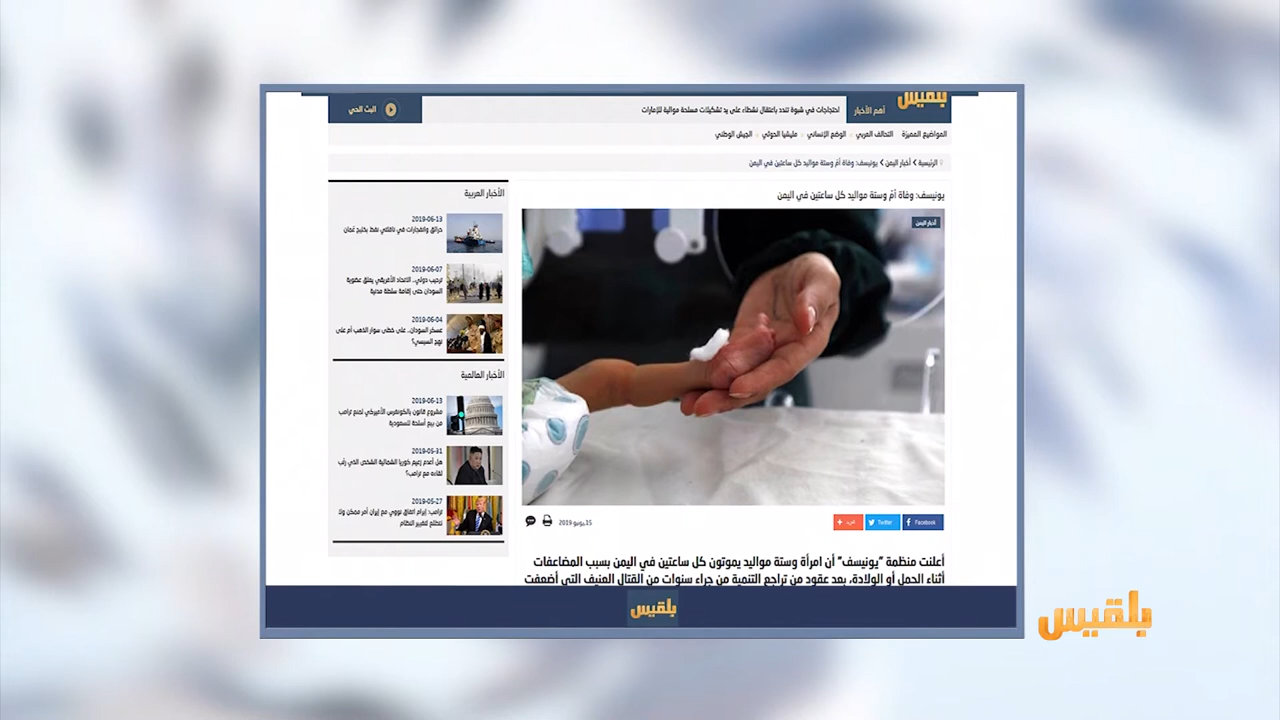 بلقيس
أهم الأخبار
احتجاجات في شبوة تندد باعتقال نشطاء على يد تشكيلات مسلحة موالية للإمارات
البث الحي
المواضيع المميزة التحالف العربي الوضع الإنساني مليشيا الحوثي الجيش الوطني
الرئيسية > أخبار اليمن > يونيسف: وفاة أمّ وستة مواليد كل ساعتين في اليمن
يونيسف: وفاة أمّ وستة مواليد كل ساعتين في اليمن
أخبار اليمن
Facebook
Twitter
15,يونيو 2019
أعلنت منظمة "يونيسف" أن امرأة وستة مواليد يموتون كل ساعتين في اليمن بسبب المضاعفات
أثناء الحمل أو الولادة، بعد عقود من تراجع التنمية من جراء سنوات من القتال العنيف التي أضعفت
الأخبار العربية
2019-06-13
حرائق وانفجارات في ناقلتي نفط بخليج عُمان
2019-06-07
ترحيب دولي.. الاتحاد الأفريقي يعلق عضوية
السودان حتى إقامة سلطة مدنية
2019-06-04
عسكر السودان.. على خطى سوار الذهب أم على
نهج السيسي؟
الأخبار العالمية
2019-06-13
مشروع قانون بالكونغرس الأميركي لمنع ترامب
من بيع أسلحة للسعودية
2019-05-31
هل أعدم زعيم كوريا الشمالية الشخص الذي رتّب
لقاءه مع ترامب؟
2019-05-27
ترامب: إبرام اتفاق نووي مع إيران أمر ممكن ولا
نتطلع لتغيير النظام
بلقيس
بلقيس